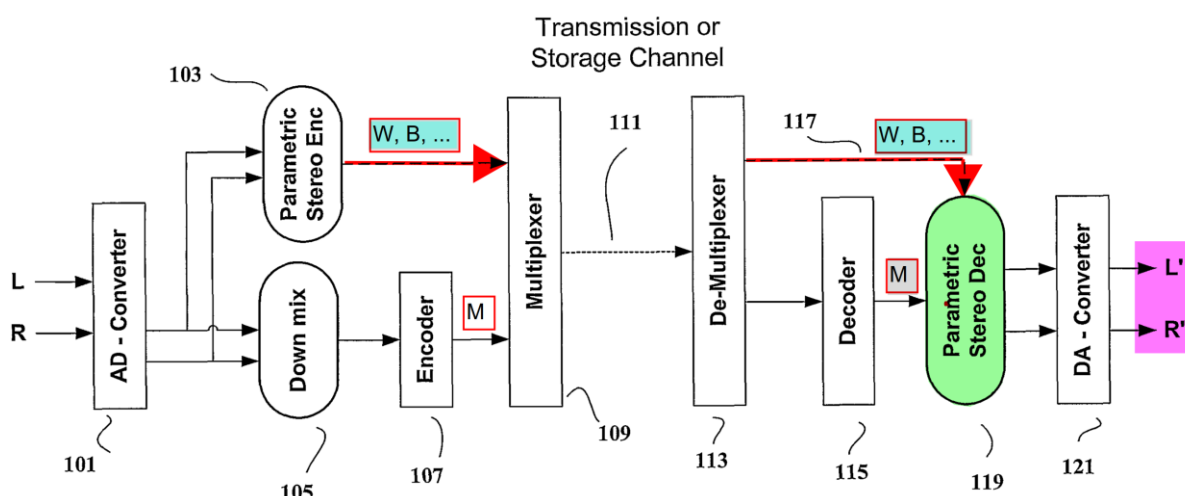 Transmission or
Storage Channel
103
Parametric
Stereo Enc
W, B, ...
Multiplexer
111
De-Multiplexer
117
W, B, ...
L
R
AD - Converter
Down mix
Encoder
M
Decoder
M
Parametric
Stereo Dec
DA - Converter
L'
R'
101
105
107
109
113
115
119
121